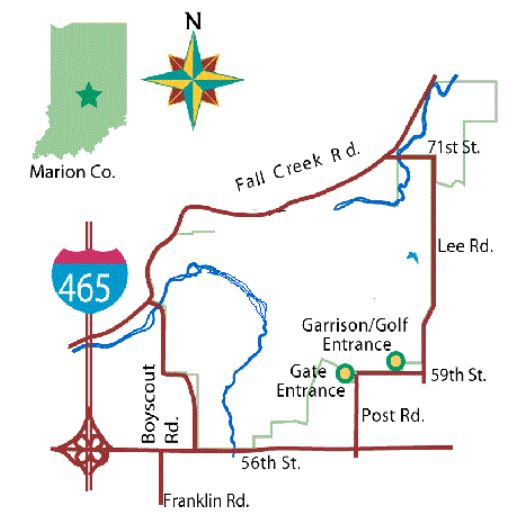 N
Marion Co.
Fall Creek Rd.
71st St.
Lee Rd.
465
Garrison/Golf
Entrance
Gate
Entrance
59th St.
Post Rd.
Boyscout
Rd.
56th St.
Franklin Rd.